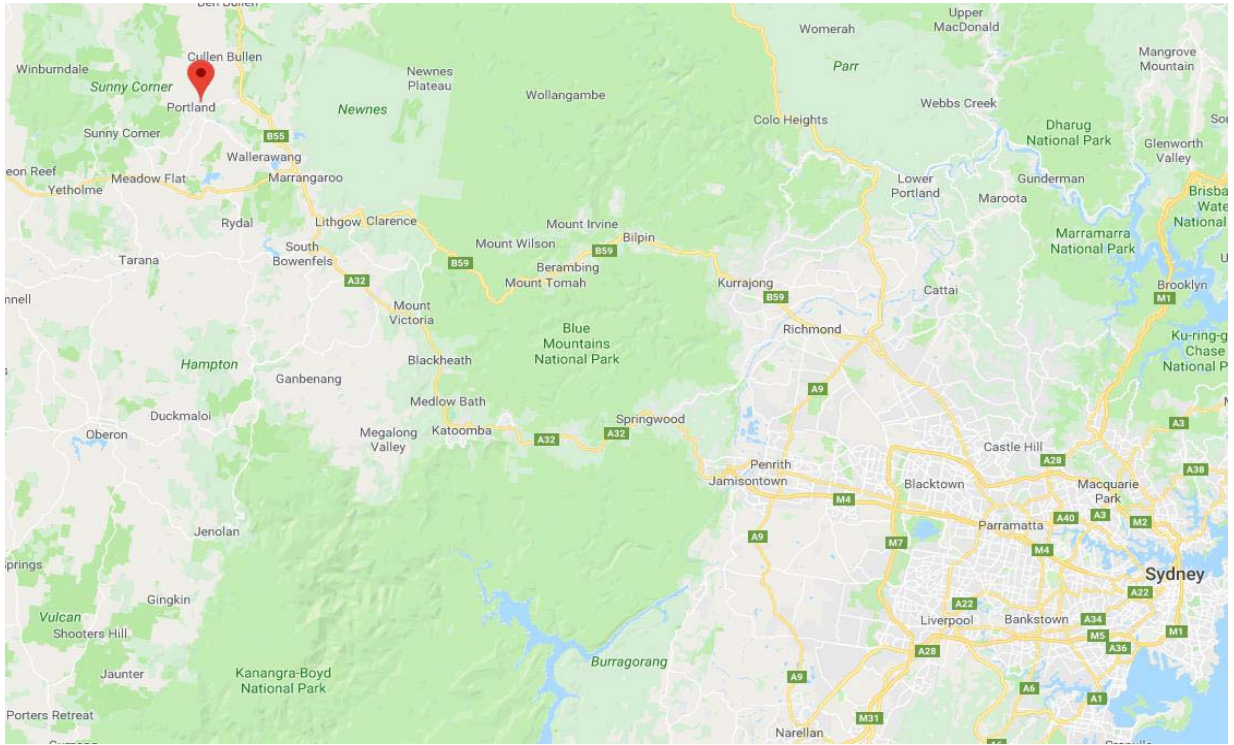 Ben Bullen
Upper
MacDonald
Womerah
Mangrove
Mountain
Cullen Bullen
Winburndale
Newnes
Plateau
Parr
Sunny Corner
Wollangambe
Webbs Creek
Newnes
Portland
Colo Heights
Dharug
National Park
Sunny Corner
B55
Glenworth
Valley
Wallerawang
Meadow Flat
Marrangaroo
Lower
Portland
Gunderman
Yetholme
Maroota
Rydal
Lithgow
Clarence
Mount Irvine
Bilpin
Marramarra
National Park
South
Bowenfels
Mount Wilson
B59
Tarana
B59
Berambing
Mount Tomah
A32
Kurrajong
B59
Cattai
Brooklyn
M1
Mount
Victoria
Richmond
Blue
Mountains
National Park
Blackheath
Hampton
Ganbenang
A9
Medlow Bath
Duckmaloi
Springwood
Oberon
Megalong
Valley
Katoomba
A32
A32
A3
Castle Hill
A28
Penrith
Jamisontown
Blacktown
Macquarie
Park
A38
M4
Jenolan
A9
Parramatta
A40
A3
M2
M7
M4
Sydney
Gingkin
A22
A22
Vulcan
Shooters Hill
Liverpool
Bankstown
A34
M5
M1
A28
A36
Burragorang
Jaunter
Kanangra-Boyd
National Park
A9
A6
A1
Porters Retreat
M31
Narellan